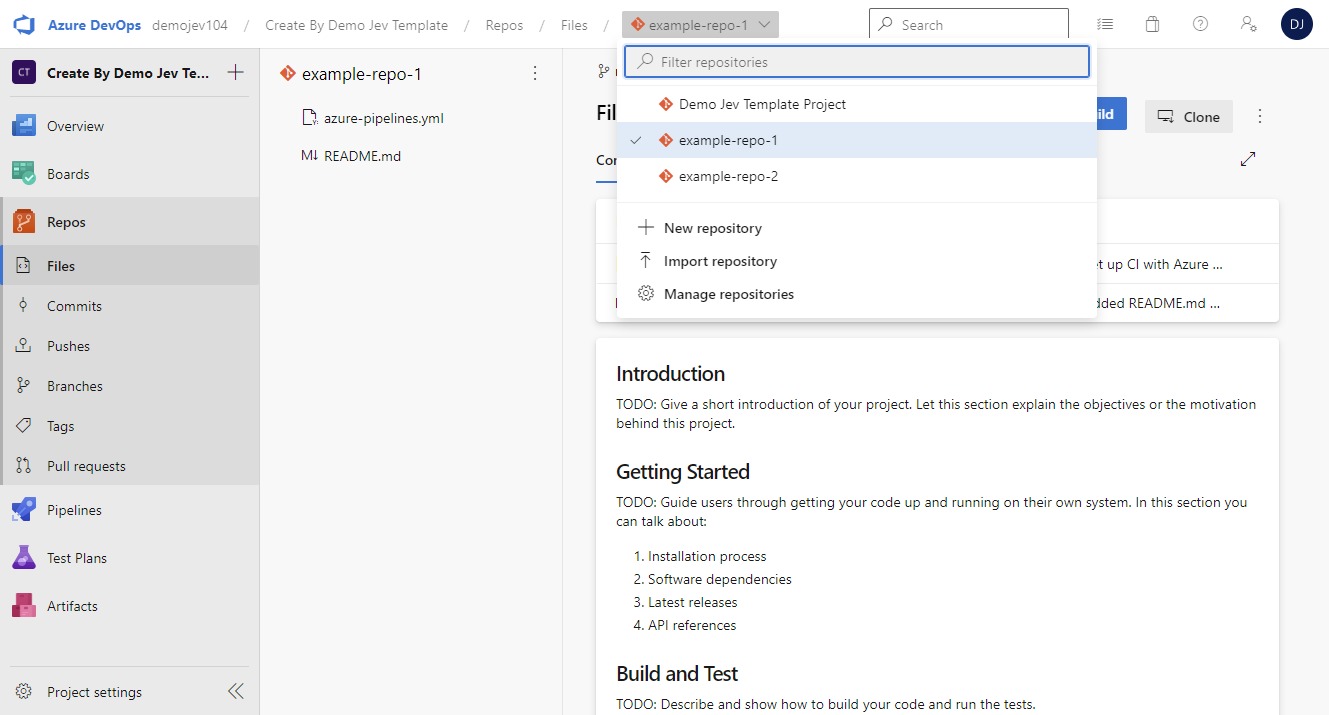 Azure DevOps demojev104 / Create By Demo Jev Template / Repos / Files / example-repo-1 Search DJ
CT Create By Demo Jev Te...
Overview
Boards
Repos
Files
Commits
Pushes
Branches
Tags
Pull requests
Pipelines
Test Plans
Artifacts
Project settings
example-repo-1
azure-pipelines.yml
README.md
Filter repositories
Demo Jev Template Project
example-repo-1
example-repo-2
New repository
Import repository
Manage repositories
Clone
et up CI with Azure ...
dded README.md ...
Introduction
TODO: Give a short introduction of your project. Let this section explain the objectives or the motivation
behind this project.
Getting Started
TODO: Guide users through getting your code up and running on their own system. In this section you
can talk about:
1. Installation process
2. Software dependencies
3. Latest releases
4. API references
Build and Test
TODO: Describe and show how to build your code and run the tests.